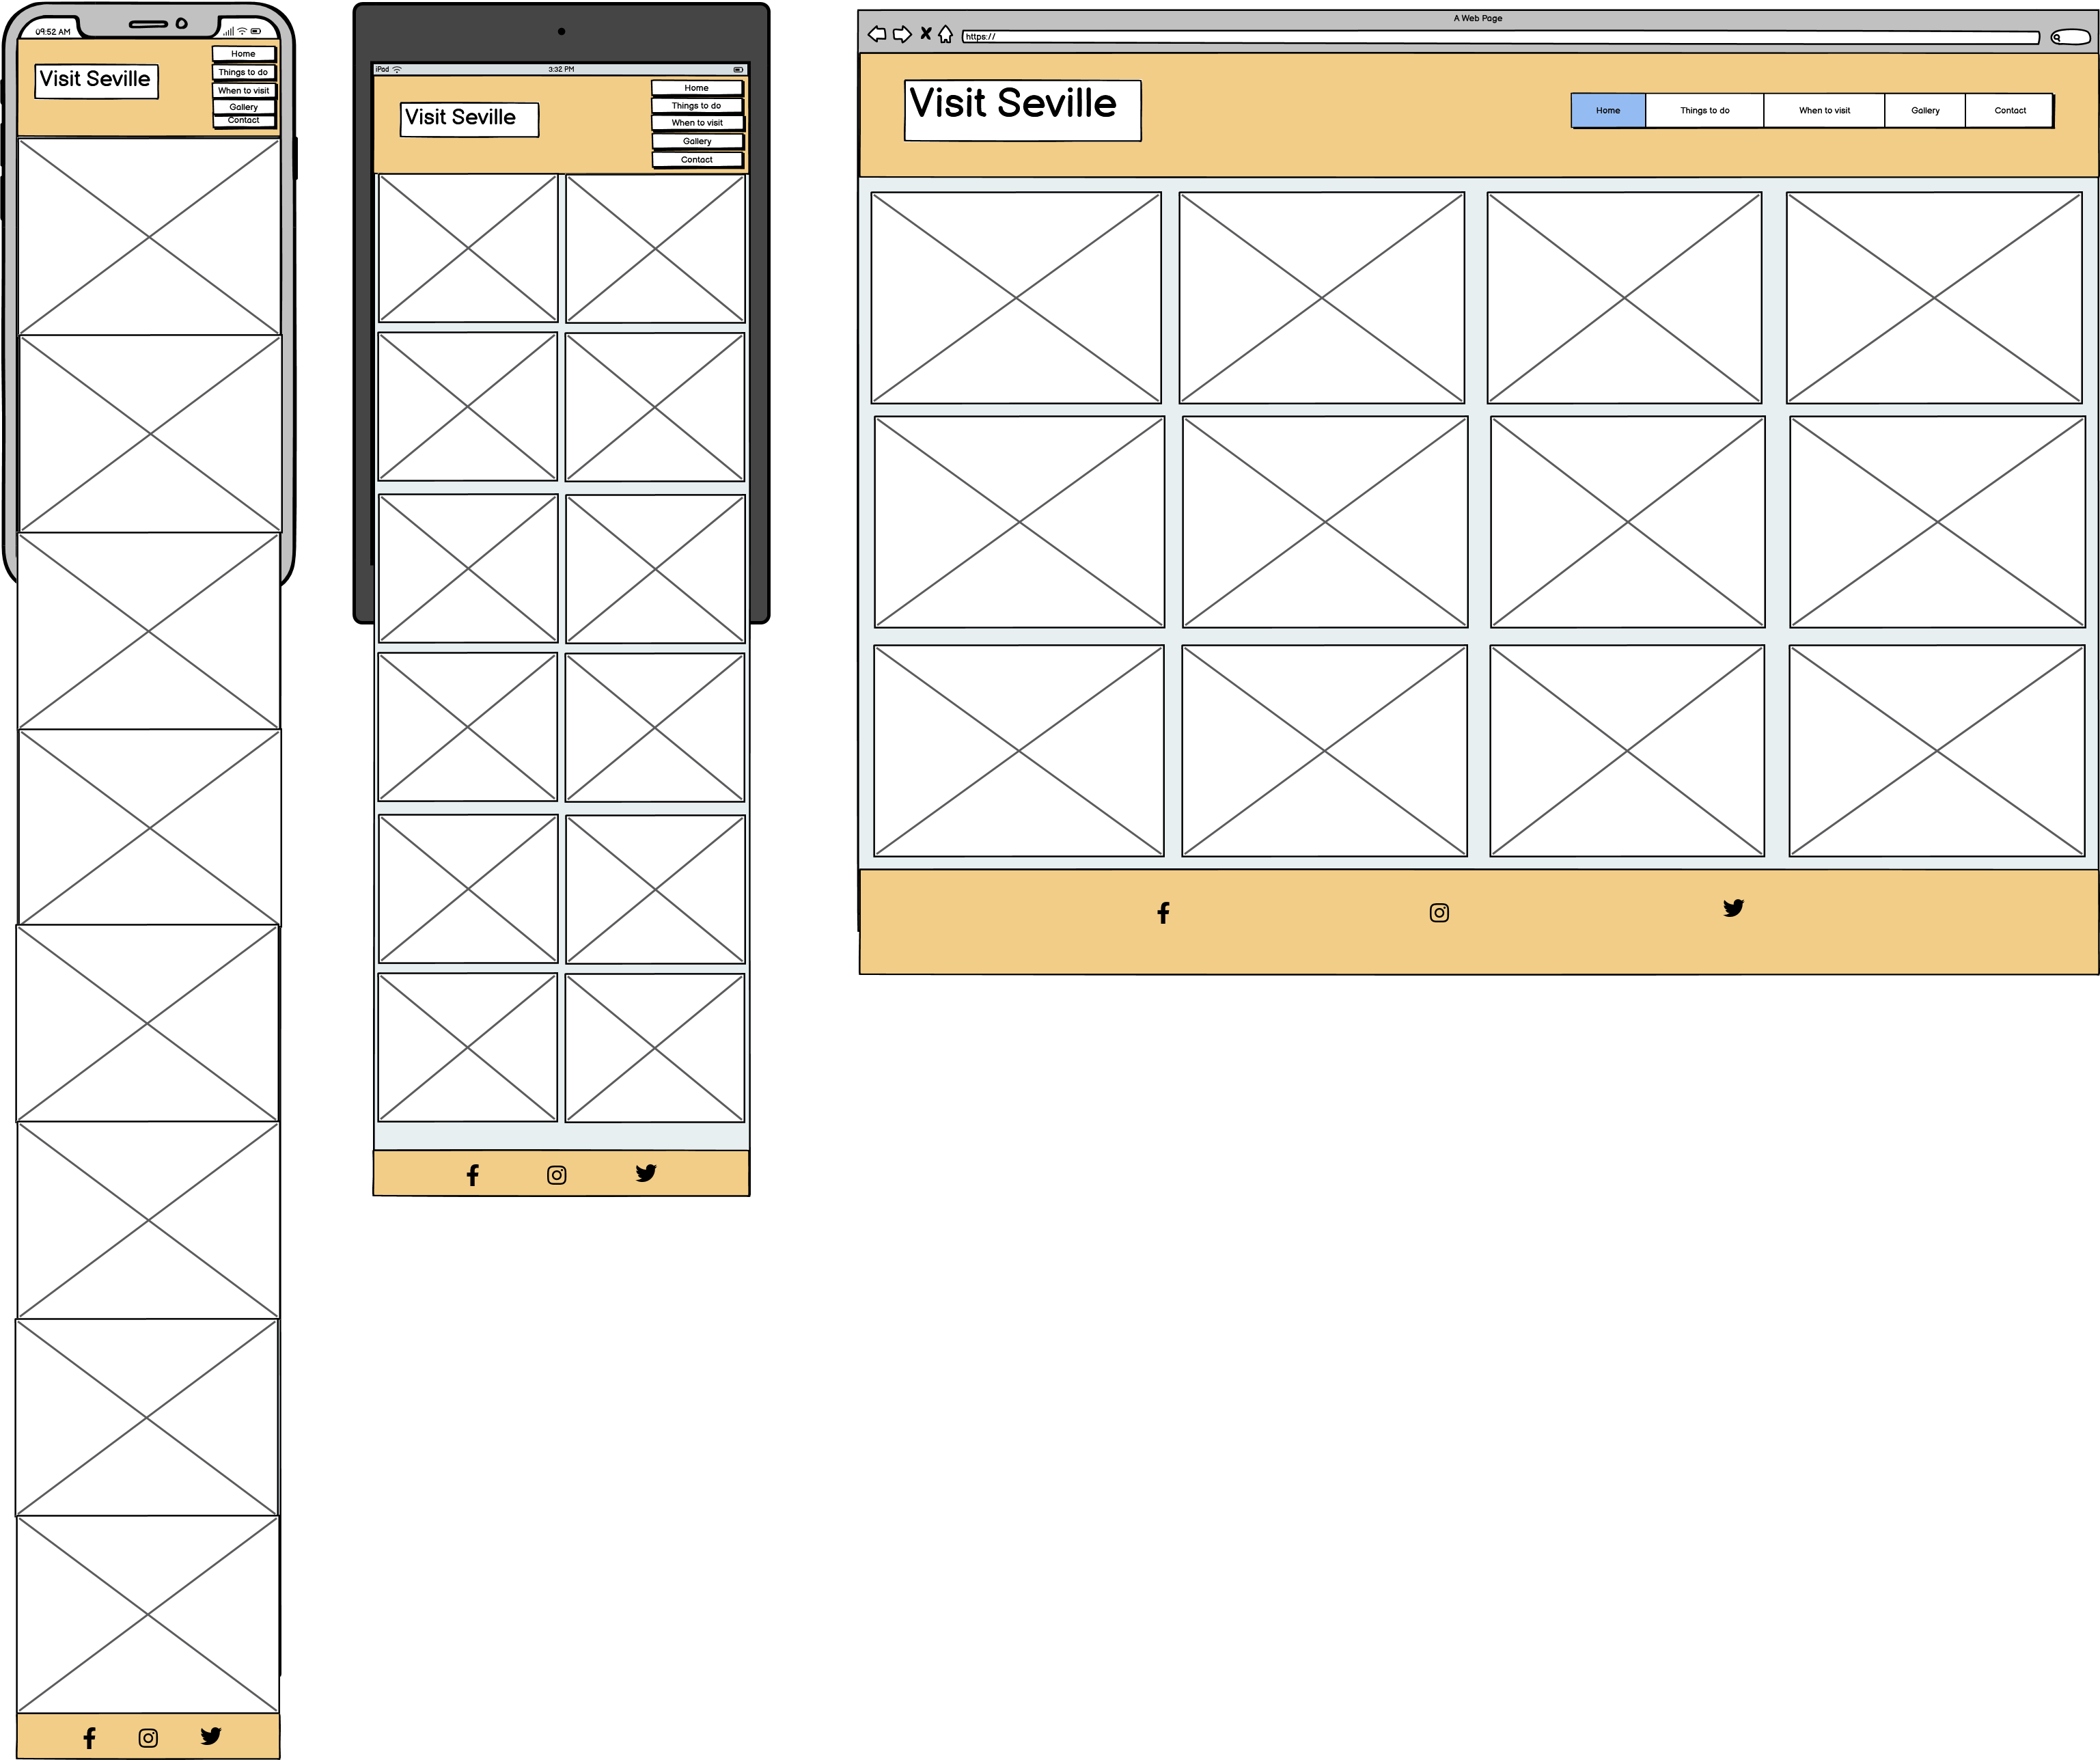 09:52 AM
Visit Seville
Home
Things to do
When to visit
Gallery
Contact
iPad
3:32 PM
Visit Seville
Home
Things to do
When to visit
Gallery
Contact
A Web Page
https://
Visit Seville
Home
Things to do
When to visit
Gallery
Contact